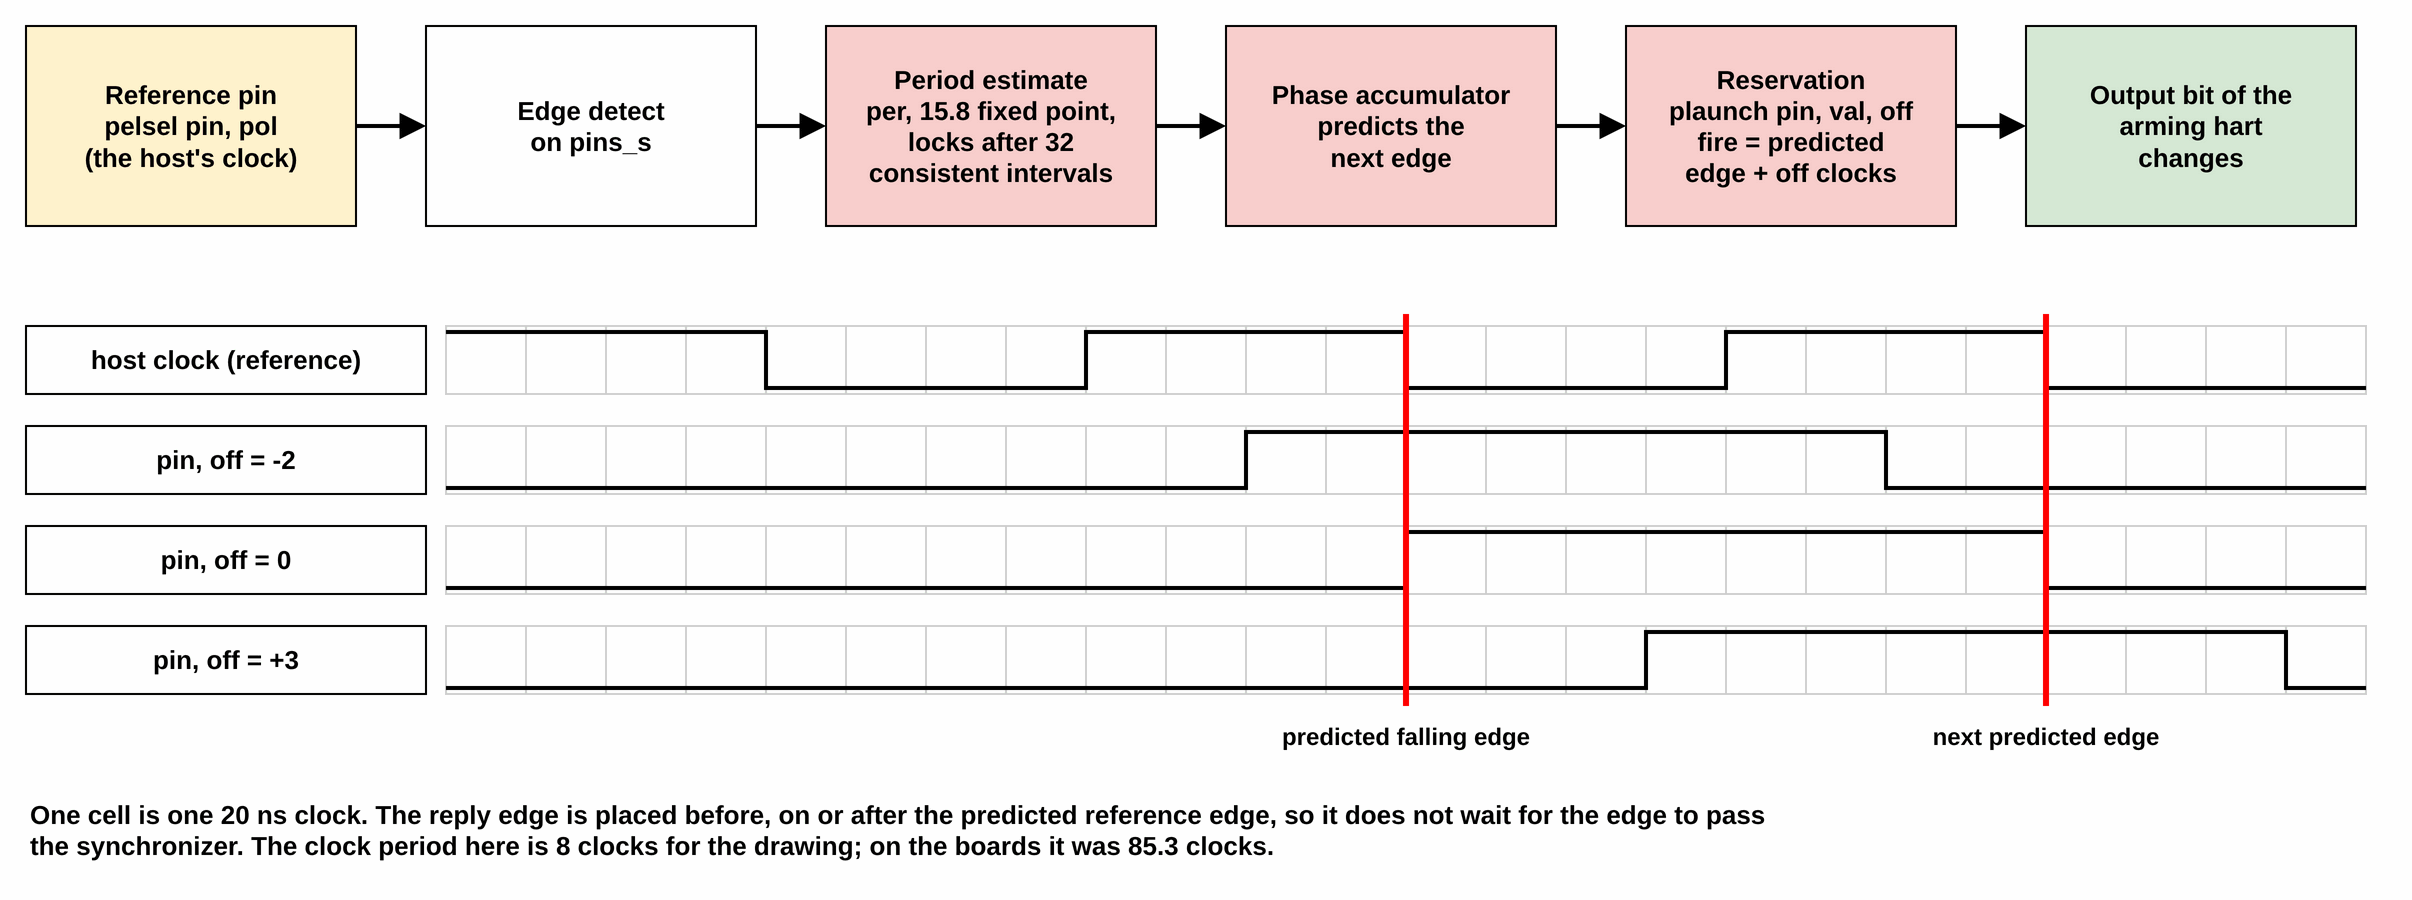 Reference pin
pelsel pin, pol
(the host's clock)
Edge detect
on pins_s
Period estimate
per, 15.8 fixed point,
locks after 32
consistent intervals
Phase accumulator
predicts the
next edge
Reservation
plaunch pin, val, off
fire = predicted
edge + off clocks
Output bit of the
arming hart
changes
host clock (reference)
pin, off = -2
pin, off = 0
pin, off = +3
predicted falling edge
next predicted edge
One cell is one 20 ns clock. The reply edge is placed before, on or after the predicted reference edge, so it does not wait for the edge to pass
the synchronizer. The clock period here is 8 clocks for the drawing; on the boards it was 85.3 clocks.